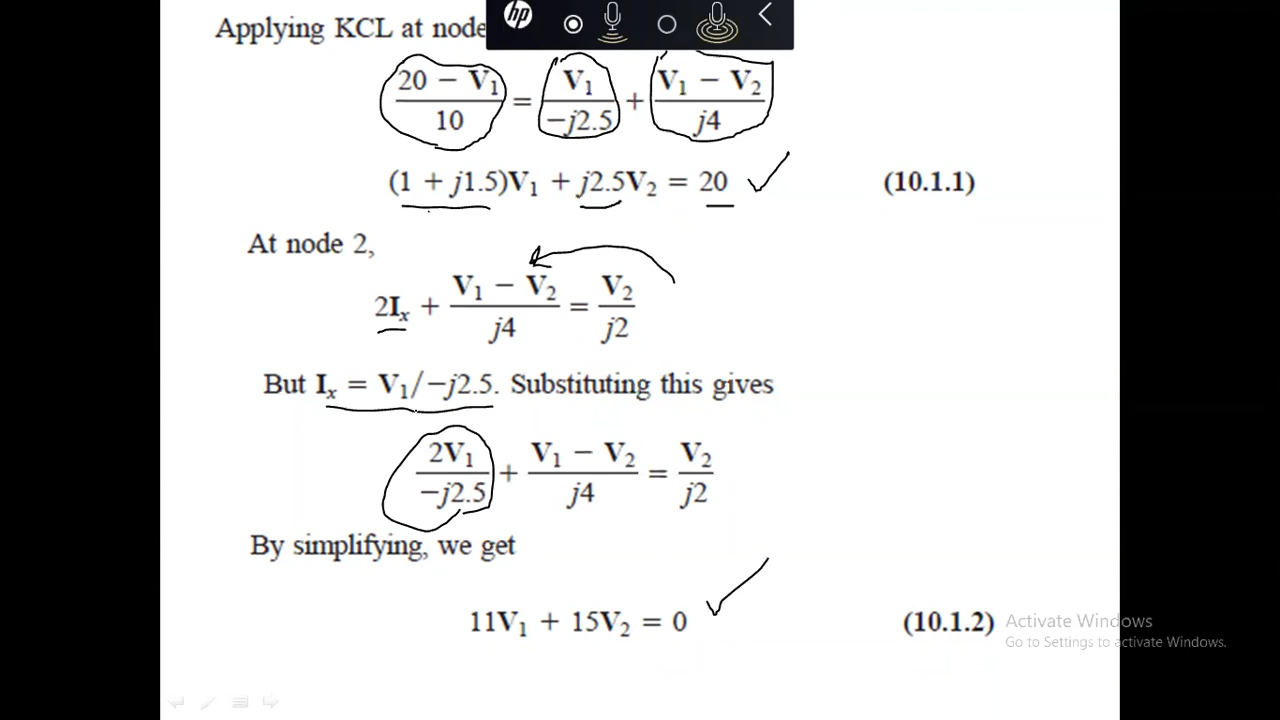 Applying KCL at node
hp
(20 − V₁)/10 = V₁/(−j2.5) + (V₁ − V₂)/(j4)
(1 + j1.5)V₁ + j2.5V₂ = 20 (10.1.1)
At node 2,
2Iₓ + (V₁ − V₂)/(j4) = V₂/(j2)
But Iₓ = V₁/−j2.5. Substituting this gives
2V₁/(−j2.5) + (V₁ − V₂)/(j4) = V₂/(j2)
By simplifying, we get
11V₁ + 15V₂ = 0 (10.1.2)
Activate Windows
Go to Settings to activate Windows.